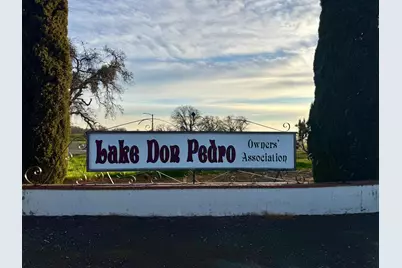 Lake Don Pedro Owners'
Association